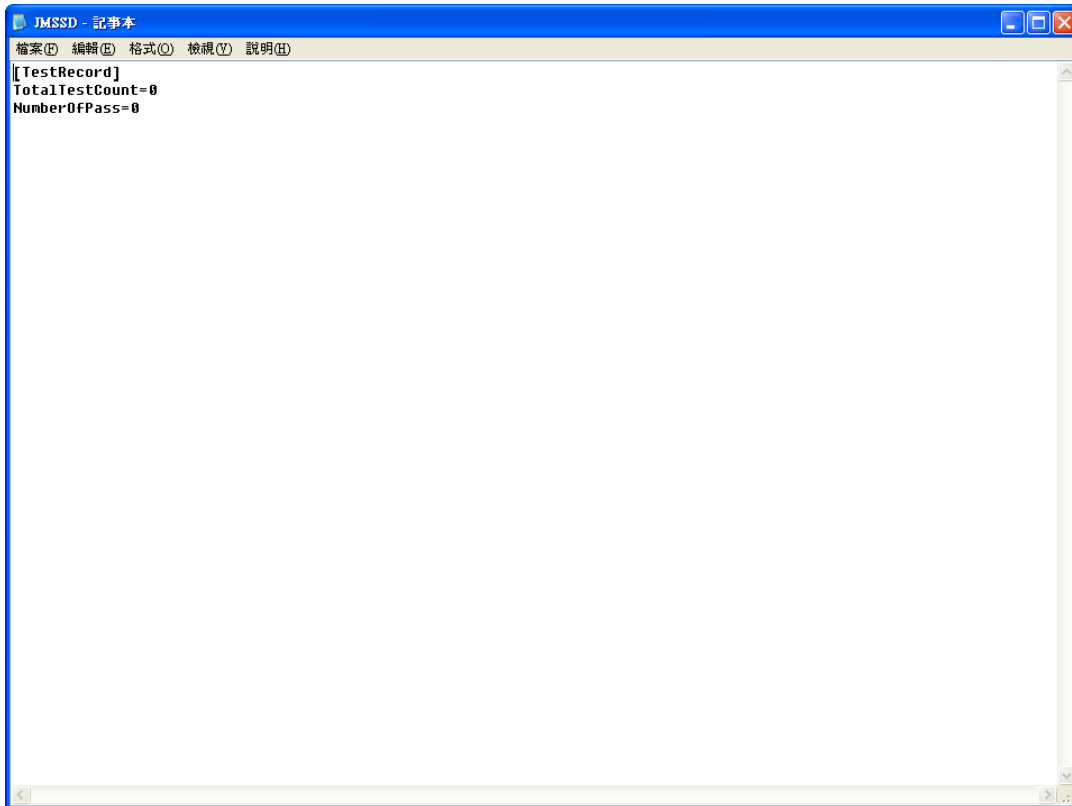 JMSSD - 記事本
檔案(F) 編輯(E) 格式(O) 檢視(V) 說明(H)
[TestRecord]
TotalTestCount=0
NumberOfPass=0